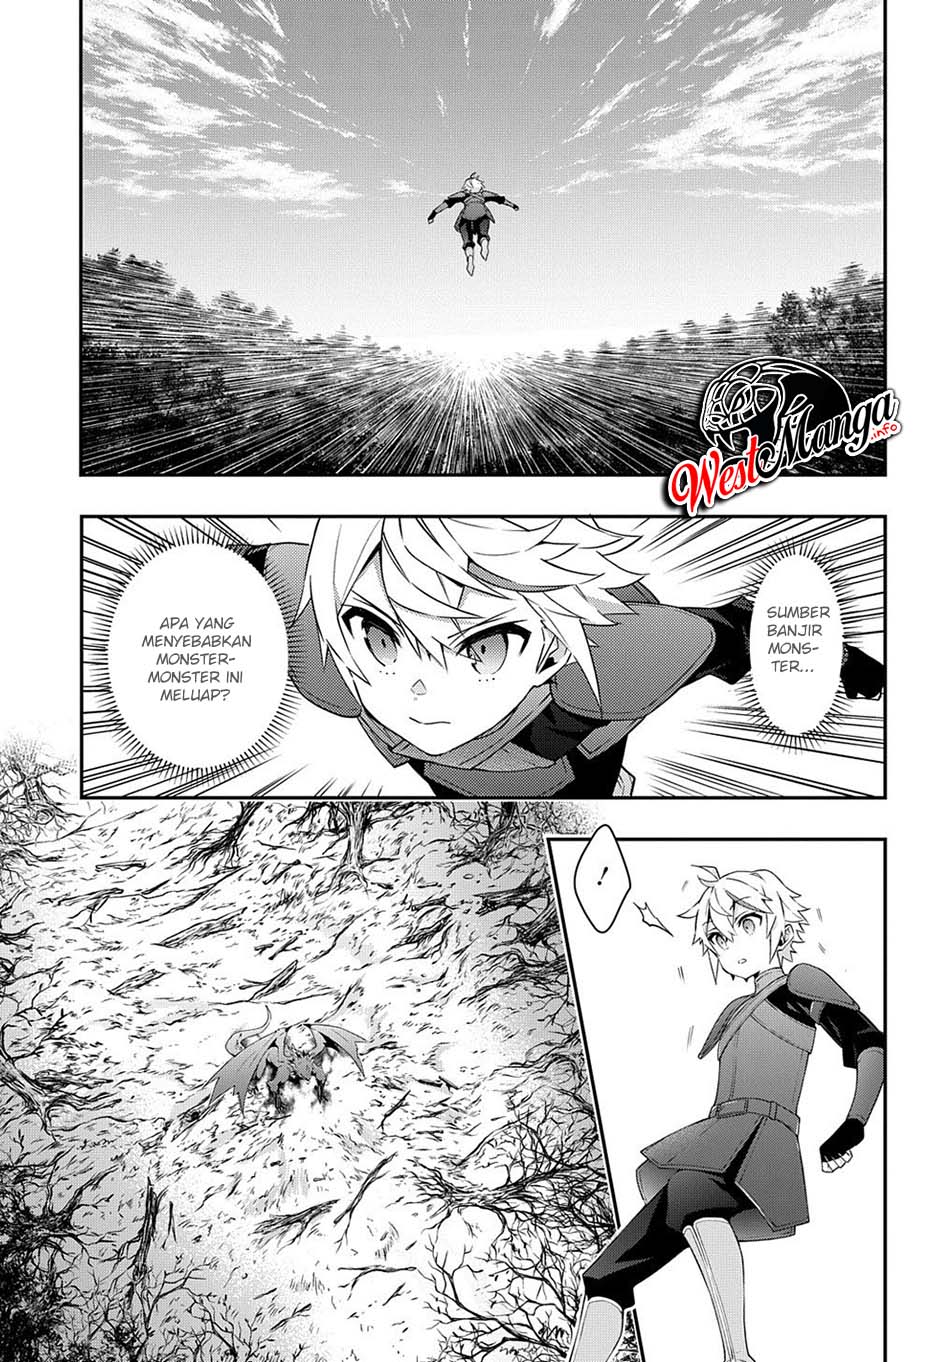 WestManga
.info
SUMBER
BANJIR
MONS-
TER...
APA YANG
MENYEBABKAN
MONSTER-
MONSTER INI
MELUAP?
!